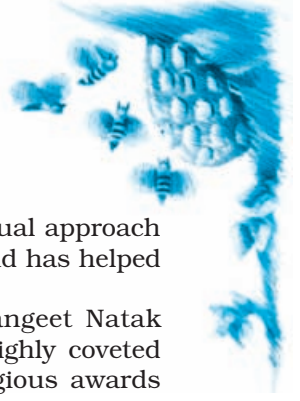 ual approach
d has helped
angeet Natak
ighly coveted
gious awards